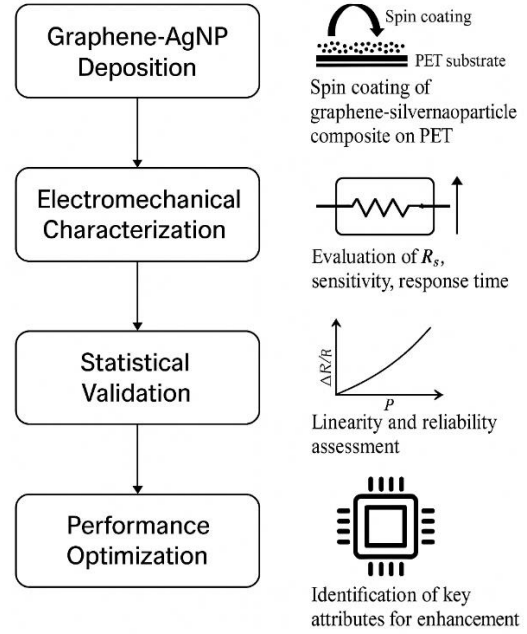 Graphene-AgNP
Deposition
Spin coating
PET substrate
Spin coating of
graphene-silvernaoparticle
composite on PET
Electromechanical
Characterization
Evaluation of Rs,
sensitivity, response time
Statistical
Validation
ΔR/R
P
Linearity and reliability
assessment
Performance
Optimization
Identification of key
attributes for enhancement